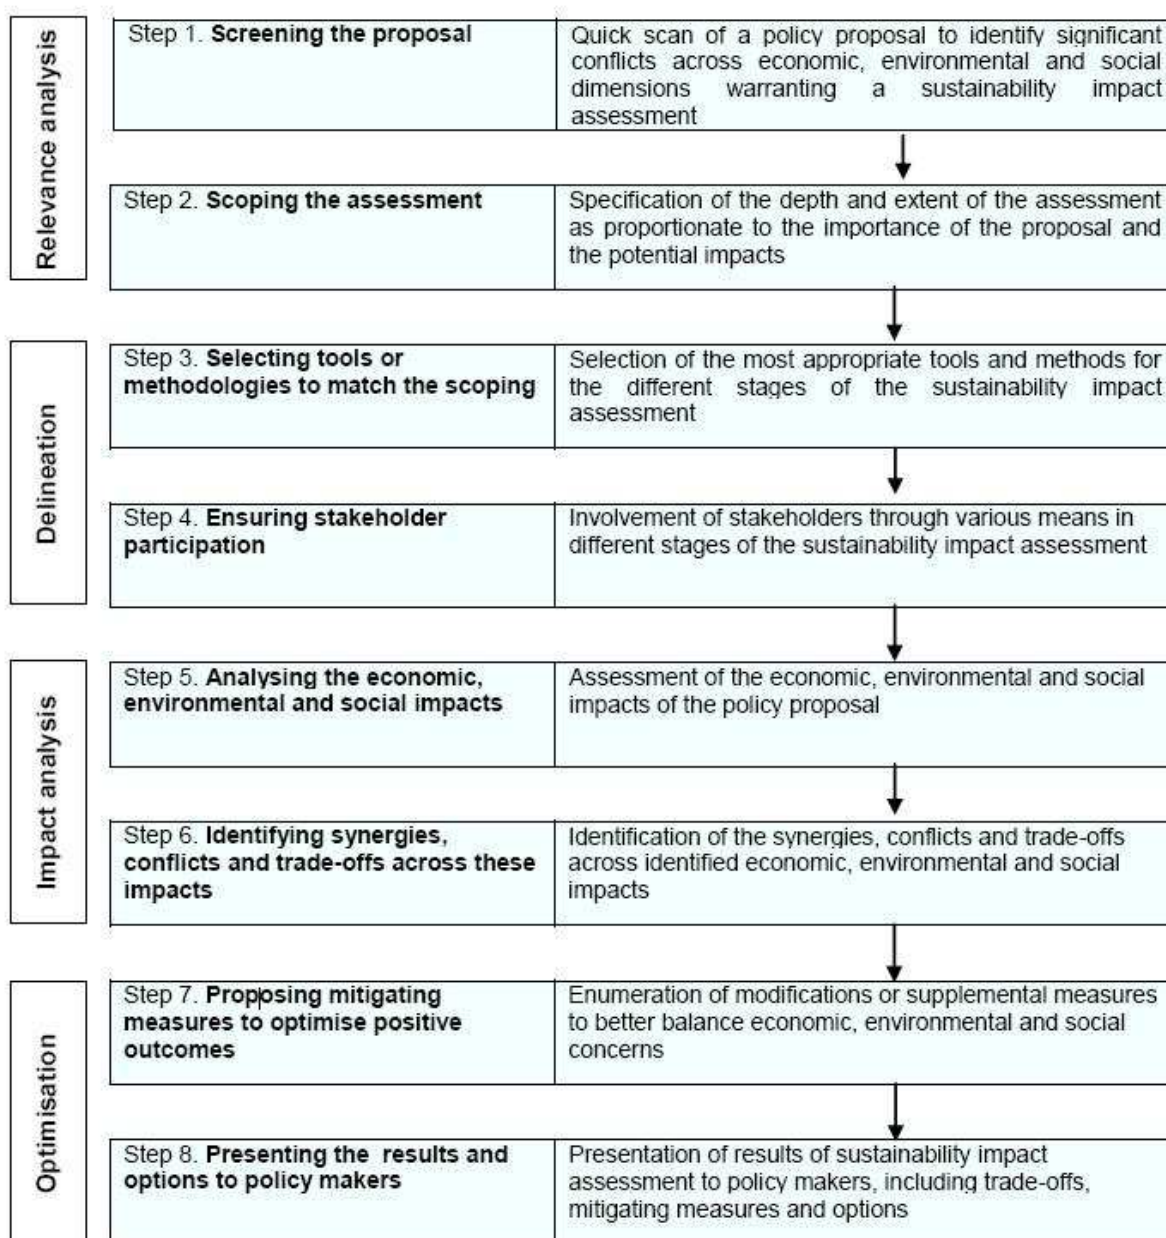 Relevance analysis
Step 1. Screening the proposal
Quick scan of a policy proposal to identify significant
conflicts across economic, environmental and social
dimensions warranting a sustainability impact
assessment
Step 2. Scoping the assessment
Specification of the depth and extent of the assessment
as proportionate to the importance of the proposal and
the potential impacts
Delineation
Step 3. Selecting tools or
methodologies to match the scoping
Selection of the most appropriate tools and methods for
the different stages of the sustainability impact
assessment
Step 4. Ensuring stakeholder
participation
Involvement of stakeholders through various means in
different stages of the sustainability impact assessment
Impact analysis
Step 5. Analysing the economic,
environmental and social impacts
Assessment of the economic, environmental and social
impacts of the policy proposal
Step 6. Identifying synergies,
conflicts and trade-offs across these
impacts
Identification of the synergies, conflicts and trade-offs
across identified economic, environmental and social
impacts
Optimisation
Step 7. Proposing mitigating
measures to optimise positive
outcomes
Enumeration of modifications or supplemental measures
to better balance economic, environmental and social
concerns
Step 8. Presenting the results and
options to policy makers
Presentation of results of sustainability impact
assessment to policy makers, including trade-offs,
mitigating measures and options